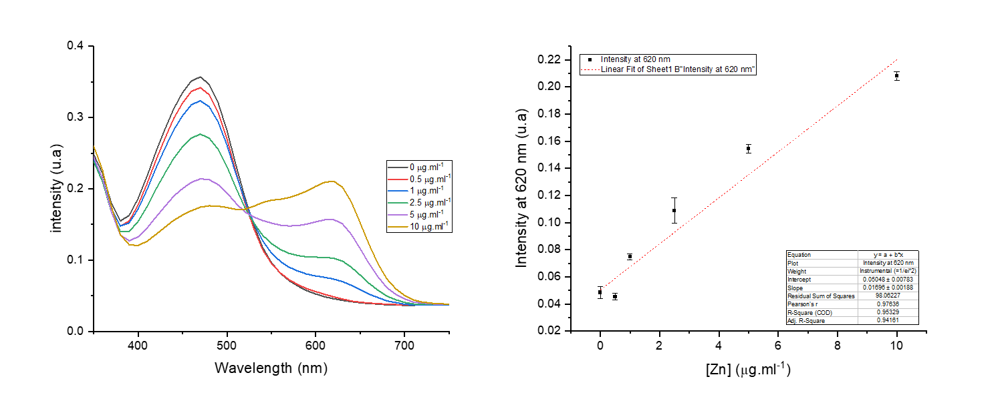 0.4
0.3
0.2
0.1
0.0
intensity (u.a)
400
500
600
700
Wavelength (nm)
0 µg.ml⁻¹
0.5 µg.ml⁻¹
1 µg.ml⁻¹
2.5 µg.ml⁻¹
5 µg.ml⁻¹
10 µg.ml⁻¹
0.22
0.20
0.18
0.16
0.14
0.12
0.10
0.08
0.06
0.04
0.02
Intensity at 620 nm (u.a)
0
2
4
6
8
10
[Zn] (µg.ml⁻¹)
Intensity at 620 nm
Linear Fit of Sheet1 B"Intensity at 620 nm"
Equation y = a + b*x
Plot Intensity at 620 nm
Weight Instrumental (=1/ei^2)
Intercept 0.05048 ± 0.00783
Slope 0.01696 ± 0.00188
Residual Sum of Squares 98.06227
Pearson's r 0.97636
R-Square (COD) 0.95329
Adj. R-Square 0.94161